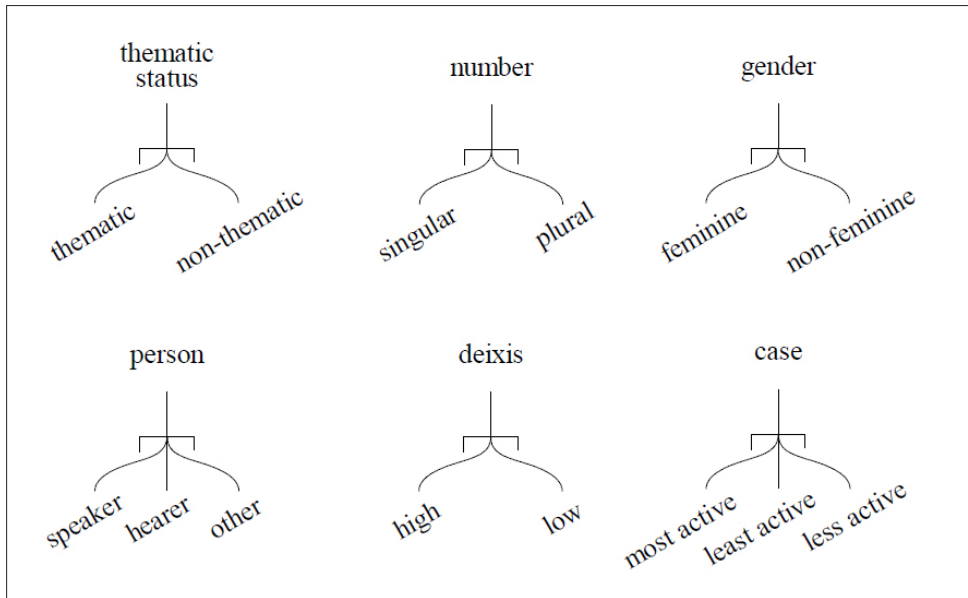 thematic
status
number
gender
thematic
non-thematic
singular
plural
feminine
non-feminine
person
deixis
case
speaker
hearer
other
high
low
most active
least active
less active